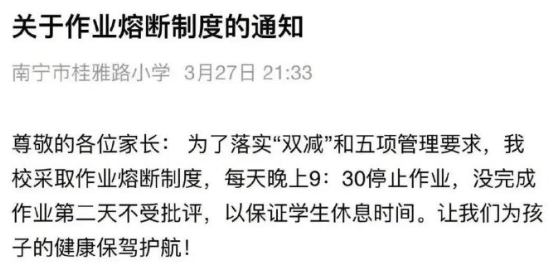 关于作业熔断制度的通知
南宁市桂雅路小学 3月27日 21:33
尊敬的各位家长： 为了落实“双减”和五项管理要求，我
校采取作业熔断制度，每天晚上9：30停止作业，没完成
作业第二天不受批评，以保证学生休息时间。让我们为孩
子的健康保驾护航！